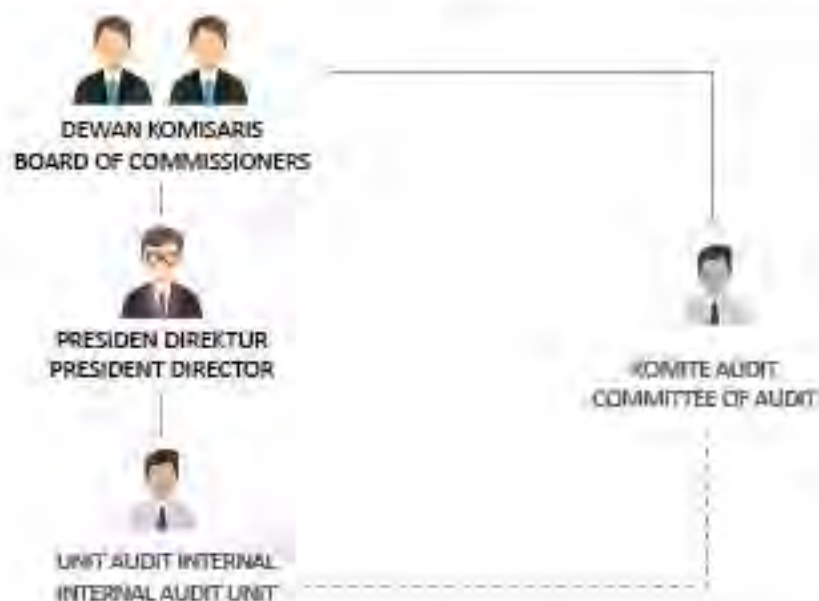 DEWAN KOMISARIS
BOARD OF COMMISSIONERS
PRESIDEN DIREKTUR
PRESIDENT DIRECTOR
KOMITE AUDIT
COMMITTEE OF AUDIT
UNIT AUDIT INTERNAL
INTERNAL AUDIT UNIT